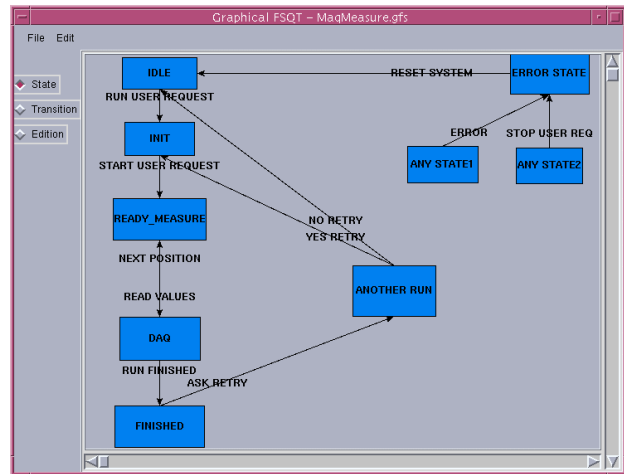 Graphical FSQT - MagMeasure.gfs
File Edit
State
Transition
Edition
IDLE
RESET SYSTEM
ERROR STATE
RUN USER REQUEST
INIT
ERROR
STOP USER REQ
START USER REQUEST
ANY STATE1
ANY STATE2
READY_MEASURE
NO RETRY
YES RETRY
NEXT POSITION
ANOTHER RUN
READ VALUES
DAQ
RUN FINISHED
ASK RETRY
FINISHED